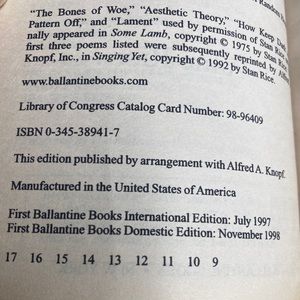 Random
"The Bones of Woe," "Aesthetic Theory," "How Keep
Pattern Off," and "Lament" used by permission of Stan Rice.
nally appeared in Some Lamb, copyright © 1975 by Stan
first three poems listed were subsequently reprinted by
Knopf, Inc., in Singing Yet, copyright © 1992 by Stan Rice.
www.ballantinebooks.com
Library of Congress Catalog Card Number: 98-96409
ISBN 0-345-38941-7
This edition published by arrangement with Alfred A. Knopf.
Manufactured in the United States of America
First Ballantine Books International Edition: July 1997
First Ballantine Books Domestic Edition: November 1998
17 16 15 14 13 12 11 10 9